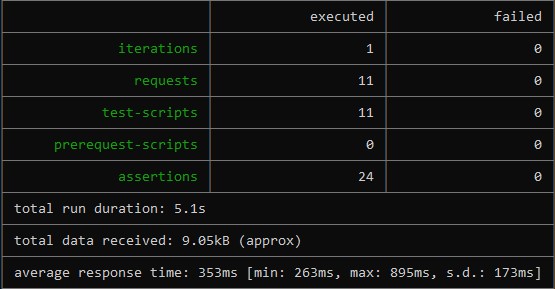 executed failed
iterations 1 0
requests 11 0
test-scripts 11 0
prerequest-scripts 0 0
assertions 24 0
total run duration: 5.1s
total data received: 9.05kB (approx)
average response time: 353ms [min: 263ms, max: 895ms, s.d.: 173ms]